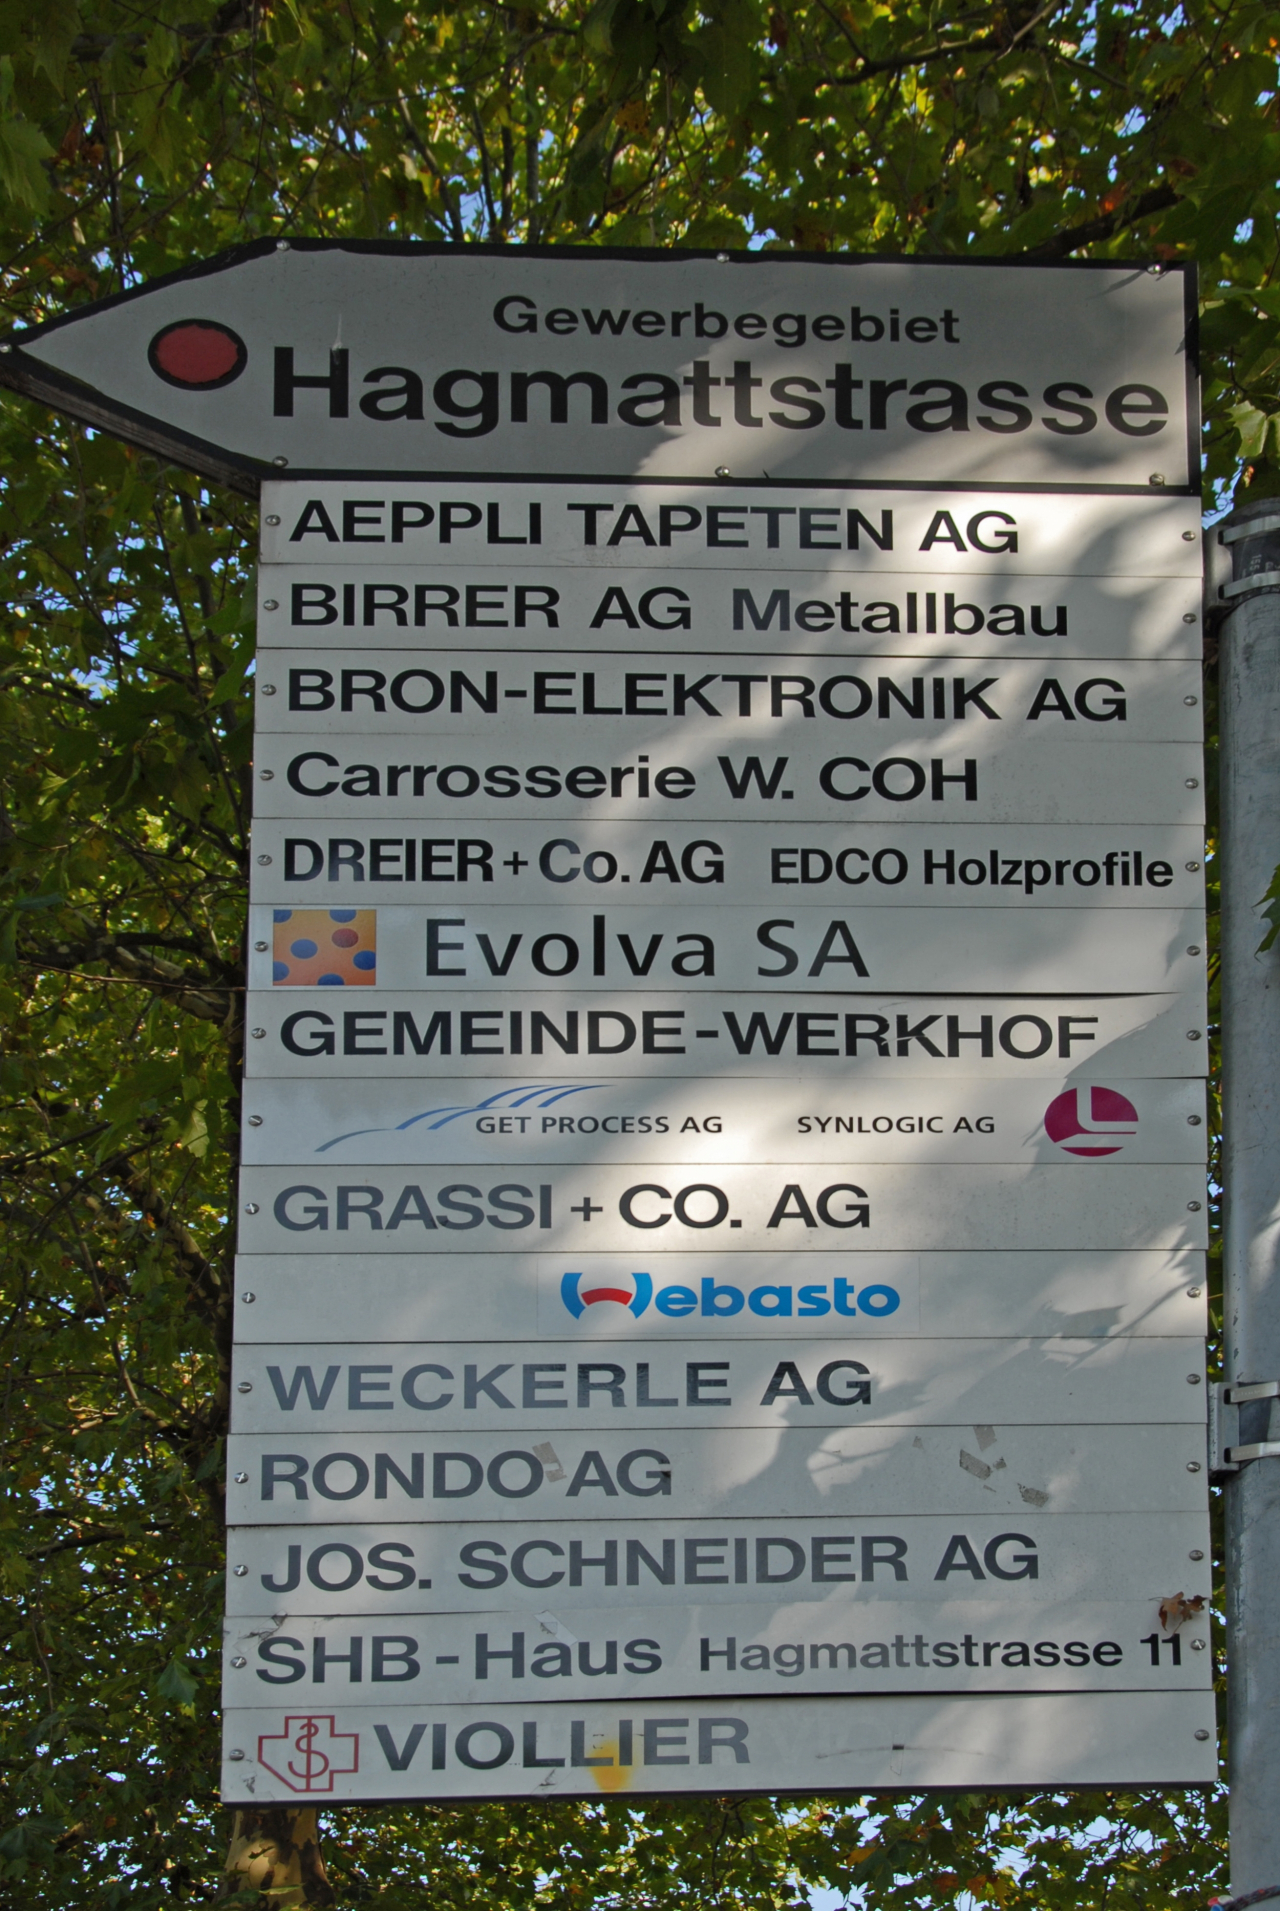 Gewerbegebiet
Hagmattstrasse
AEPPLI TAPETEN AG
BIRRER AG Metallbau
BRON-ELEKTRONIK AG
Carrosserie W. COH
DREIER + Co. AG EDCO Holzprofile
Evolva SA
GEMEINDE-WERKHOF
GET PROCESS AG SYNLOGIC AG
GRASSI + CO. AG
Webasto
WECKERLE AG
RONDO AG
JOS. SCHNEIDER AG
SHB - Haus Hagmattstrasse 11
VIOLLIER